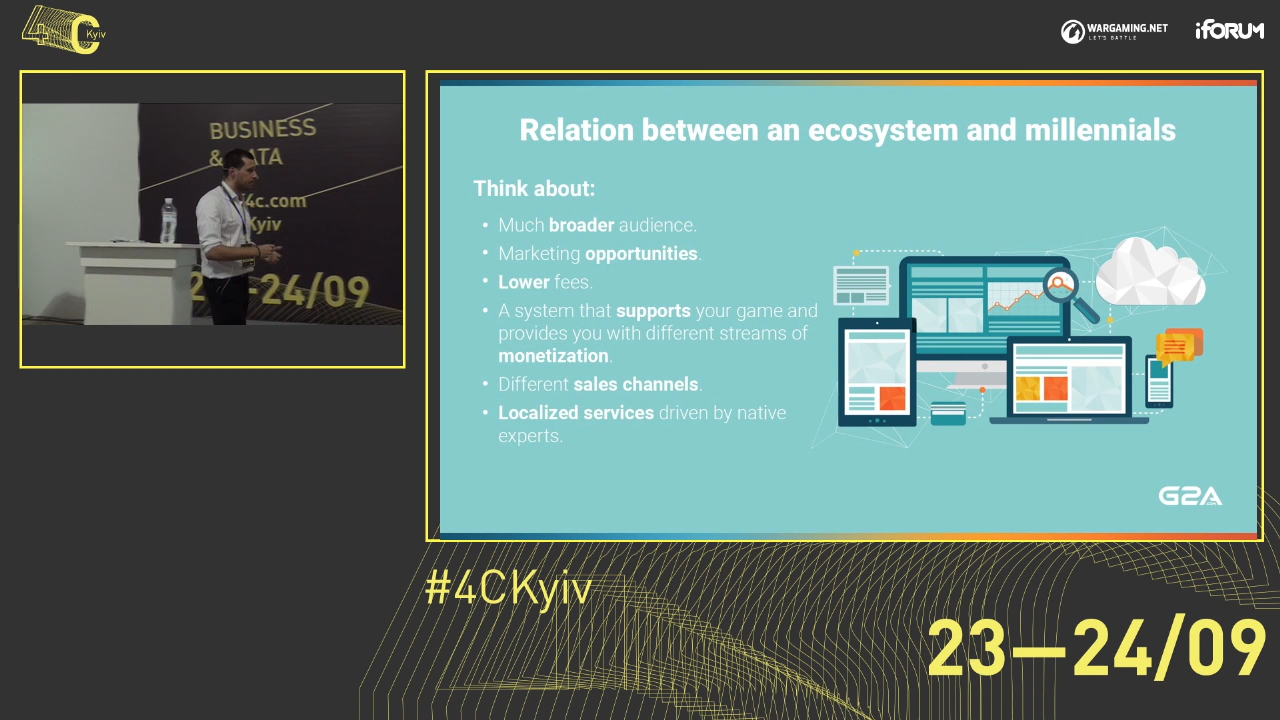 4C Kyiv
WARGAMING.NET
LET'S BATTLE
iFORUM
BUSINESS
& DATA
4c.com
Kyiv
2 -24/09
Relation between an ecosystem and millennials
Think about:
• Much broader audience.
• Marketing opportunities.
• Lower fees.
• A system that supports your game and
provides you with different streams of
monetization.
• Different sales channels.
• Localized services driven by native
experts.
G2A
.COM
#4CKyiv
23—24/09